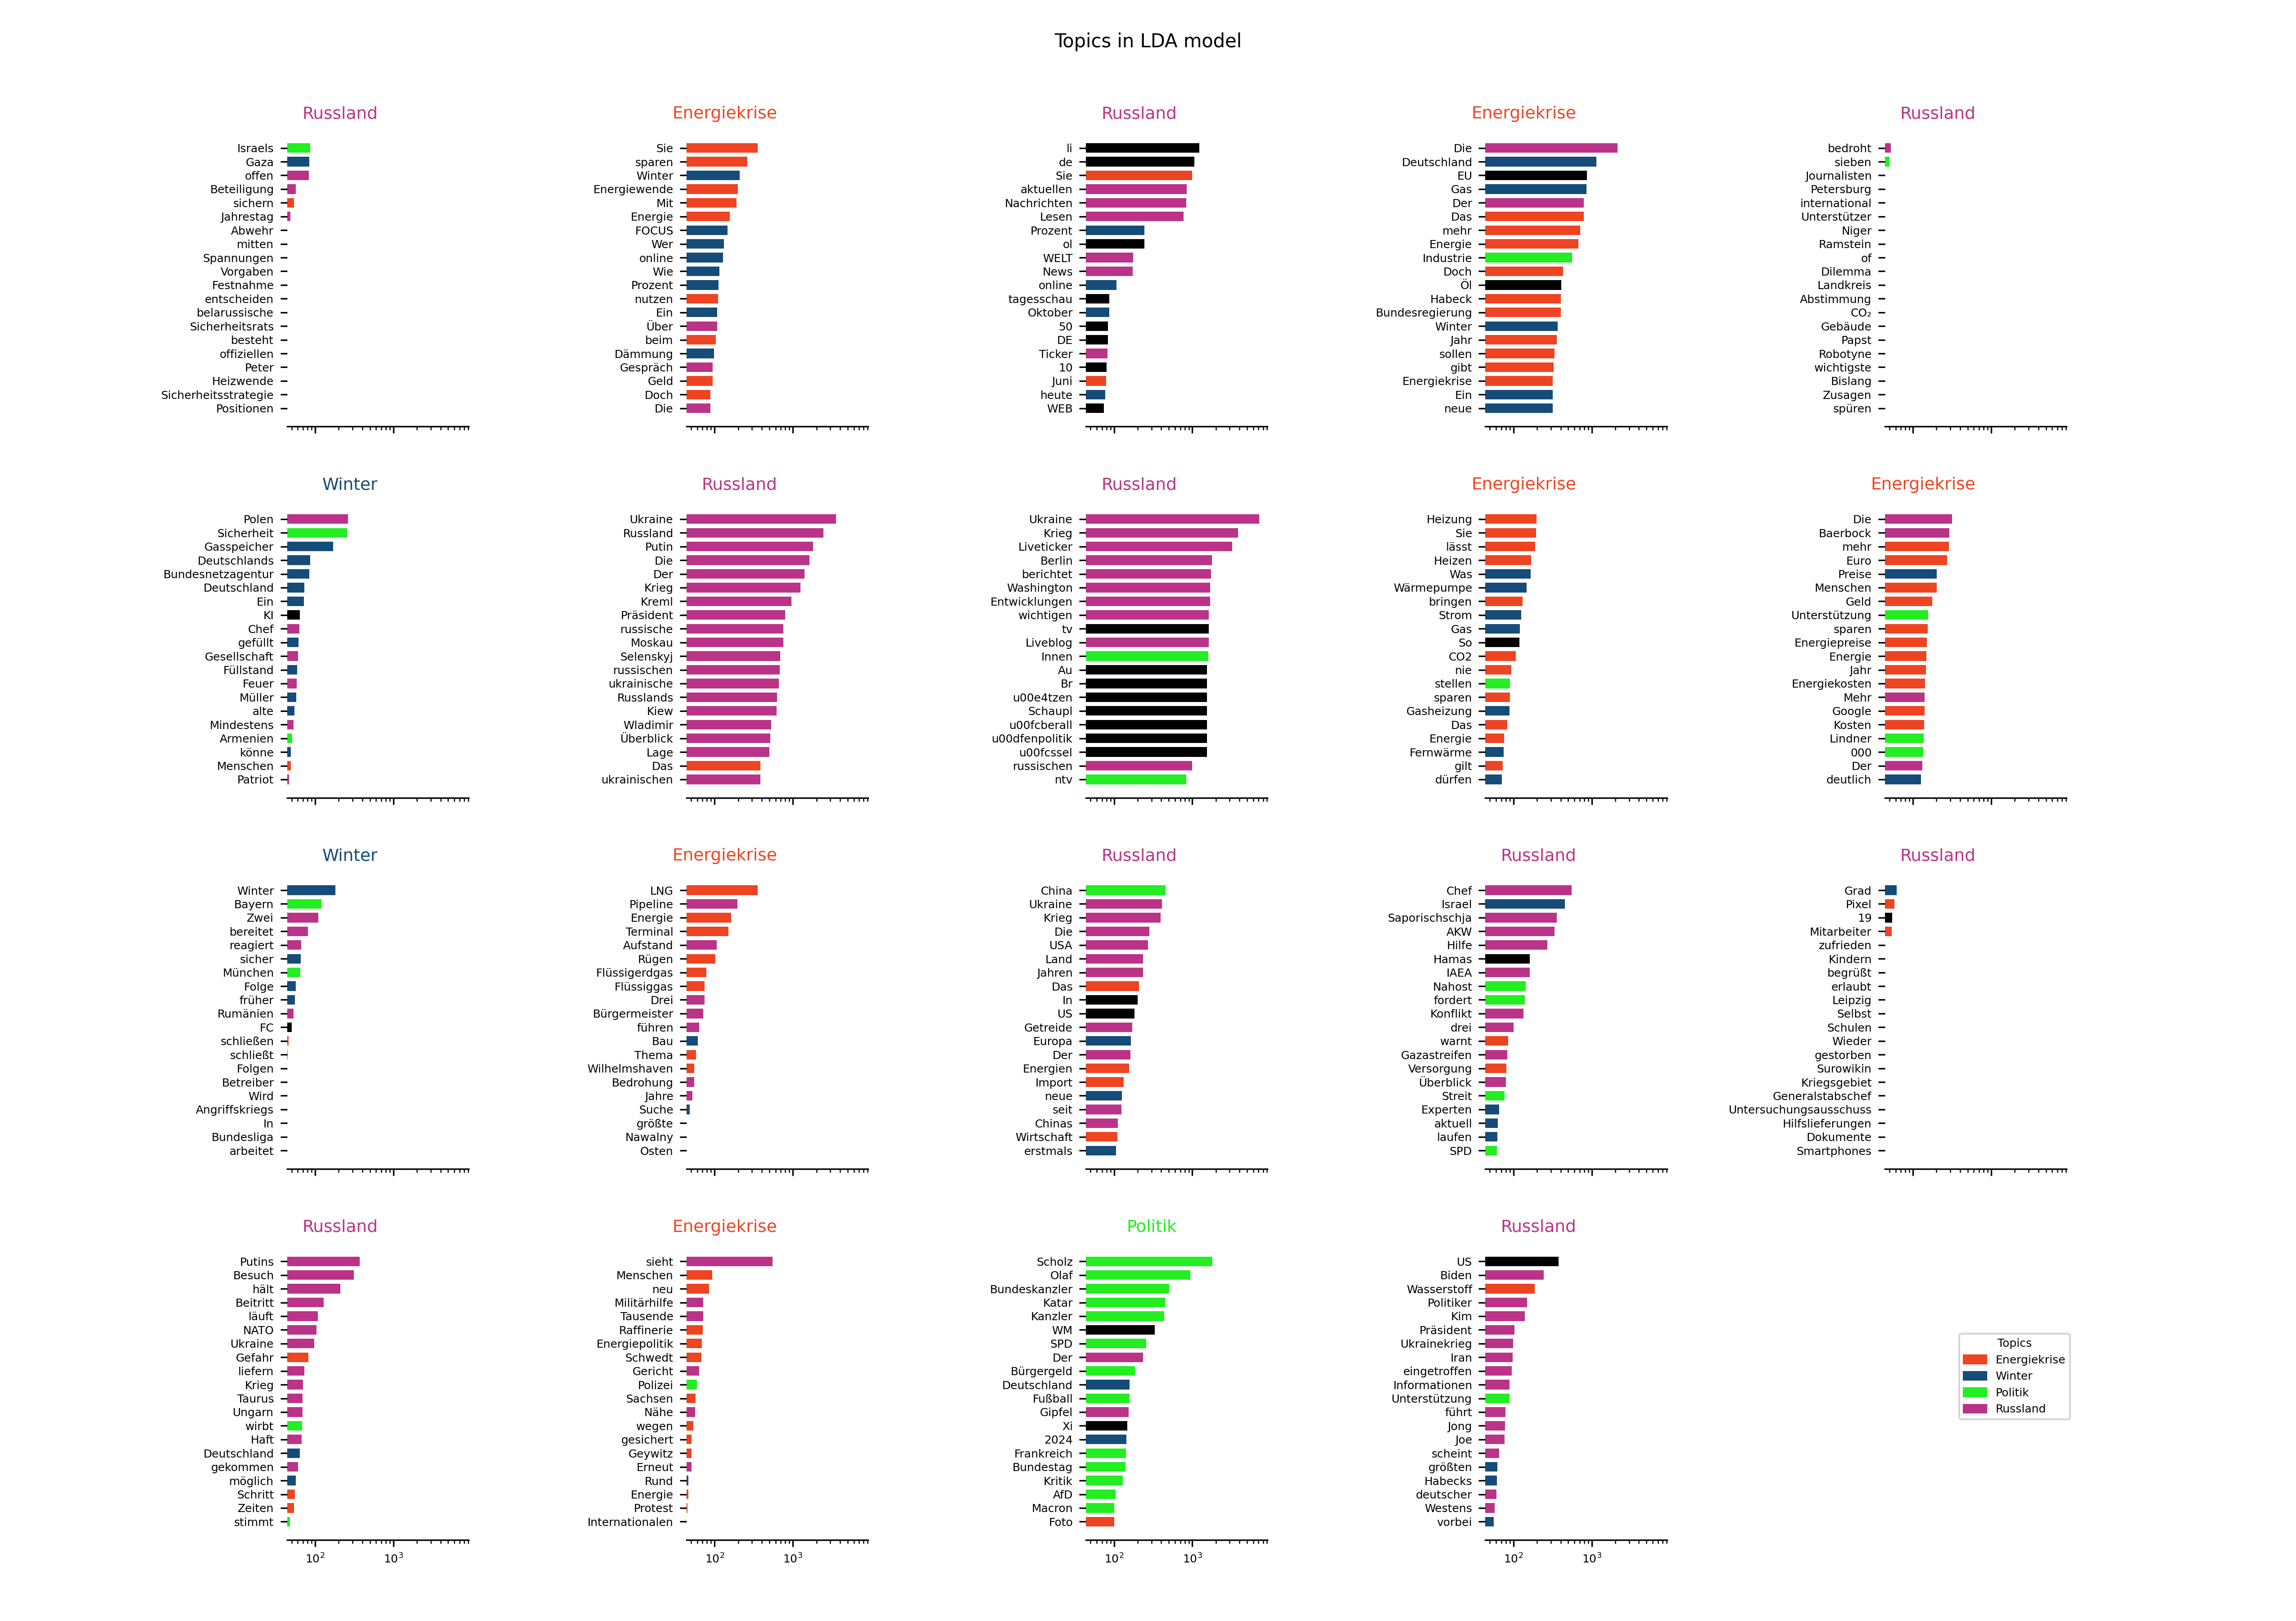 Topics in LDA model
Russland
Israels
Gaza
offen
Beteiligung
sichern
Jahrestag
Abwehr
mitten
Spannungen
Vorgaben
Festnahme
entscheiden
belarussische
Sicherheitsrats
besteht
offiziellen
Peter
Heizwende
Sicherheitsstrategie
Positionen
Energiekrise
Sie
sparen
Winter
Energiewende
Mit
Energie
FOCUS
Wer
online
Wie
Prozent
nutzen
Ein
Über
beim
Dämmung
Gespräch
Geld
Doch
Die
Russland
li
de
Sie
aktuellen
Nachrichten
Lesen
Prozent
ol
WELT
News
online
tagesschau
Oktober
50
DE
Ticker
10
Juni
heute
WEB
Energiekrise
Die
Deutschland
EU
Gas
Der
Das
mehr
Energie
Industrie
Doch
Öl
Habeck
Bundesregierung
Winter
Jahr
sollen
gibt
Energiekrise
Ein
neue
Russland
bedroht
sieben
Journalisten
Petersburg
international
Unterstützer
Niger
Ramstein
of
Dilemma
Landkreis
Abstimmung
CO₂
Gebäude
Papst
Robotyne
wichtigste
Bislang
Zusagen
spüren
Winter
Polen
Sicherheit
Gasspeicher
Deutschlands
Bundesnetzagentur
Deutschland
Ein
KI
Chef
gefüllt
Gesellschaft
Füllstand
Feuer
Müller
alte
Mindestens
Armenien
könne
Menschen
Patriot
Russland
Ukraine
Russland
Putin
Die
Der
Krieg
Kreml
Präsident
russische
Moskau
Selenskyj
russischen
ukrainische
Russlands
Kiew
Wladimir
Überblick
Lage
Das
ukrainischen
Russland
Ukraine
Krieg
Liveticker
Berlin
berichtet
Washington
Entwicklungen
wichtigen
tv
Liveblog
Innen
Au
Br
u00e4tzen
Schaupl
u00fcberall
u00dfenpolitik
u00fcssel
russischen
ntv
Energiekrise
Heizung
Sie
lässt
Heizen
Was
Wärmepumpe
bringen
Strom
Gas
So
CO2
nie
stellen
sparen
Gasheizung
Das
Energie
Fernwärme
gilt
dürfen
Energiekrise
Die
Baerbock
mehr
Euro
Preise
Menschen
Geld
Unterstützung
sparen
Energiepreise
Energie
Jahr
Energiekosten
Mehr
Google
Kosten
Lindner
000
Der
deutlich
Winter
Winter
Bayern
Zwei
bereitet
reagiert
sicher
München
Folge
früher
Rumänien
FC
schließen
schließt
Folgen
Betreiber
Wird
Angriffskriegs
In
Bundesliga
arbeitet
Energiekrise
LNG
Pipeline
Energie
Terminal
Aufstand
Rügen
Flüssigerdgas
Flüssiggas
Drei
Bürgermeister
führen
Bau
Thema
Wilhelmshaven
Bedrohung
Jahre
Suche
größte
Nawalny
Osten
Russland
China
Ukraine
Krieg
Die
USA
Land
Jahren
Das
In
US
Getreide
Europa
Der
Energien
Import
neue
seit
Chinas
Wirtschaft
erstmals
Russland
Chef
Israel
Saporischschja
AKW
Hilfe
Hamas
IAEA
Nahost
fordert
Konflikt
drei
warnt
Gazastreifen
Versorgung
Überblick
Streit
Experten
aktuell
laufen
SPD
Russland
Grad
Pixel
19
Mitarbeiter
zufrieden
Kindern
begrüßt
erlaubt
Leipzig
Selbst
Schulen
Wieder
gestorben
Surowikin
Kriegsgebiet
Generalstabschef
Untersuchungsausschuss
Hilfslieferungen
Dokumente
Smartphones
Russland
Putins
Besuch
hält
Beitritt
läuft
NATO
Ukraine
Gefahr
liefern
Krieg
Taurus
Ungarn
wirbt
Haft
Deutschland
gekommen
möglich
Schritt
Zeiten
stimmt
10² 10³
Energiekrise
sieht
Menschen
neu
Militärhilfe
Tausende
Raffinerie
Energiepolitik
Schwedt
Gericht
Polizei
Sachsen
Nähe
wegen
gesichert
Geywitz
Erneut
Rund
Energie
Protest
Internationalen
10² 10³
Politik
Scholz
Olaf
Bundeskanzler
Katar
Kanzler
WM
SPD
Der
Bürgergeld
Deutschland
Fußball
Gipfel
Xi
2024
Frankreich
Bundestag
Kritik
AfD
Macron
Foto
10² 10³
Russland
US
Biden
Wasserstoff
Politiker
Kim
Präsident
Ukrainekrieg
Iran
eingetroffen
Informationen
Unterstützung
führt
Jong
Joe
scheint
größten
Habecks
deutscher
Westens
vorbei
10² 10³
Topics
Energiekrise
Winter
Politik
Russland